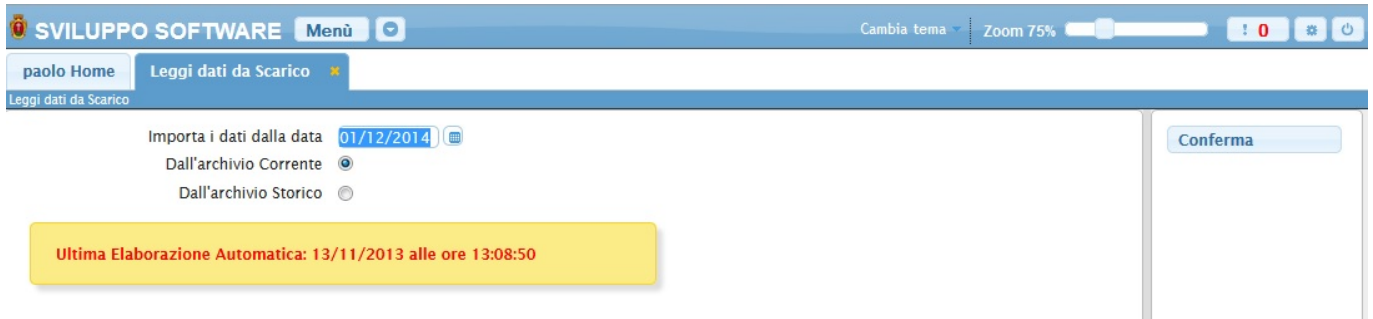 SVILUPPO SOFTWARE Menù Cambia tema Zoom 75% ! 0
paolo Home Leggi dati da Scarico ×
Leggi dati da Scarico
Importa i dati dalla data 01/12/2014
Conferma
Dall'archivio Corrente
Dall'archivio Storico
Ultima Elaborazione Automatica: 13/11/2013 alle ore 13:08:50